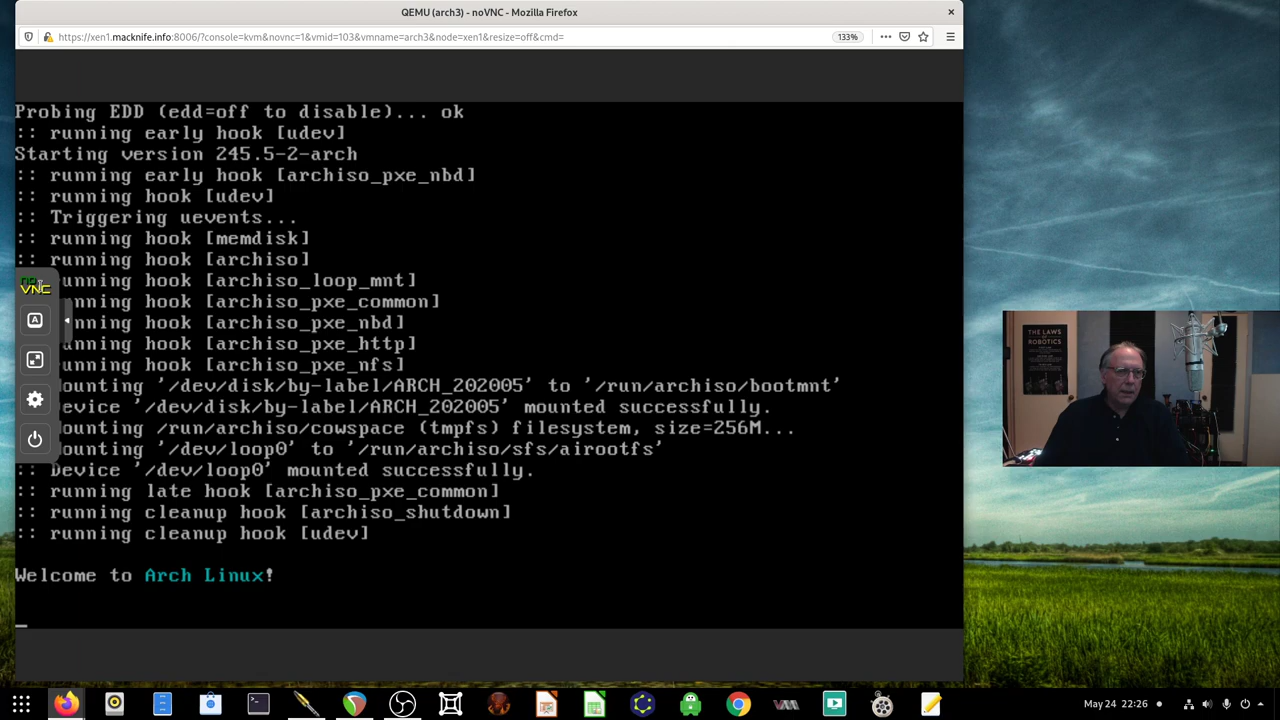 QEMU (arch3) - noVNC - Mozilla Firefox
https://xen1.macknife.info:8006/?console=kvm&novnc=1&vmid=103&vmname=arch3&node=xen1&resize=off&cmd=
133%
Probing EDD (edd=off to disable)... ok
:: running early hook [udev]
Starting version 245.5-2-arch
:: running early hook [archiso_pxe_nbd]
:: running hook [udev]
:: Triggering uevents...
:: running hook [memdisk]
:: running hook [archiso]
unning hook [archiso_loop_mnt]
nning hook [archiso_pxe_common]
nning hook [archiso_pxe_nbd]
unning hook [archiso_pxe_http]
unning hook [archiso_pxe_nfs]
ounting '/dev/disk/by-label/ARCH_202005' to '/run/archiso/bootmnt'
evice '/dev/disk/by-label/ARCH_202005' mounted successfully.
ounting /run/archiso/cowspace (tmpfs) filesystem, size=256M...
ounting '/dev/loop0' to '/run/archiso/sfs/airootfs'
:: Device '/dev/loop0' mounted successfully.
:: running late hook [archiso_pxe_common]
:: running cleanup hook [archiso_shutdown]
:: running cleanup hook [udev]
Welcome to Arch Linux!
no
VNC
A
THE LAWS
OF
ROBOTICS
May 24 22:26